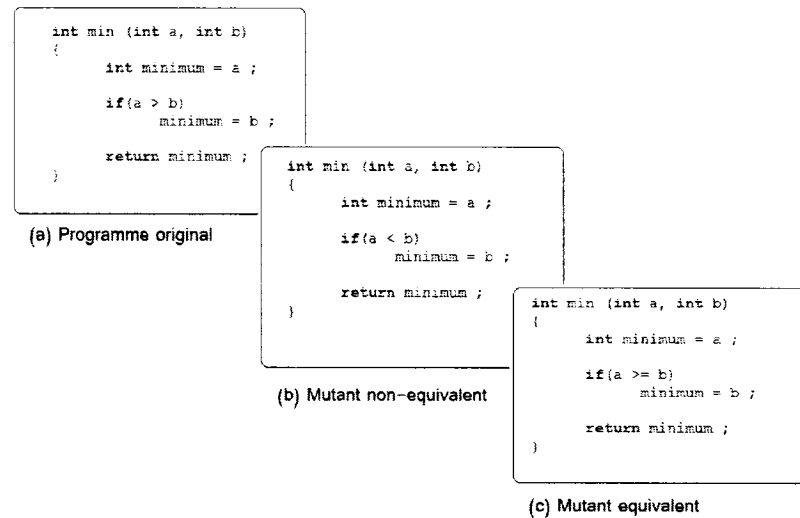 int min (int a, int b)
{
int minimum = a ;
if(a > b)
minimum = b ;
return minimum ;
}
(a) Programme original
int min (int a, int b)
{
int minimum = a ;
if(a < b)
minimum = b ;
return minimum ;
}
(b) Mutant non-equivalent
int min (int a, int b)
{
int minimum = a ;
if(a >= b)
minimum = b ;
return minimum ;
}
(c) Mutant equivalent